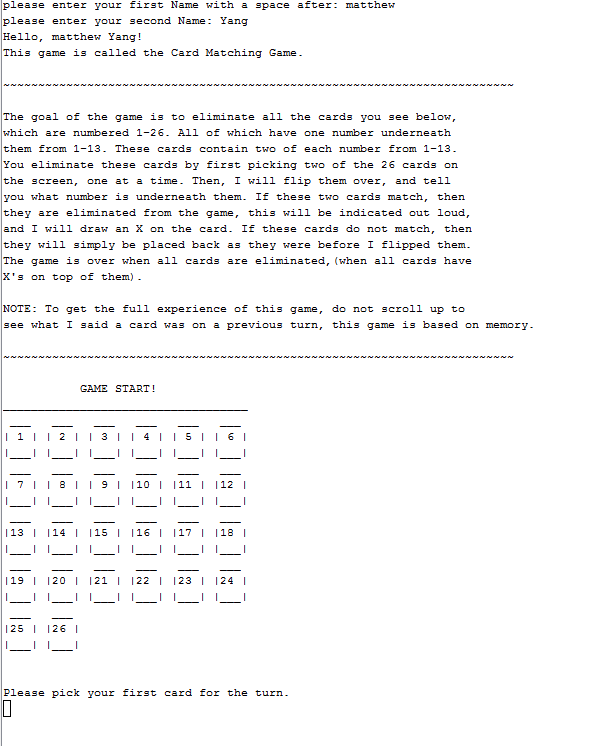 please enter your first Name with a space after: matthew
please enter your second Name: Yang
Hello, matthew Yang!
This game is called the Card Matching Game.
~~~~~~~~~~~~~~~~~~~~~~~~~~~~~~~~~~~~~~~~~~~~~~~~~~~~~~~~~~~~~~~~~~~~~~~~~
The goal of the game is to eliminate all the cards you see below,
which are numbered 1-26. All of which have one number underneath
them from 1-13. These cards contain two of each number from 1-13.
You eliminate these cards by first picking two of the 26 cards on
the screen, one at a time. Then, I will flip them over, and tell
you what number is underneath them. If these two cards match, then
they are eliminated from the game, this will be indicated out loud,
and I will draw an X on the card. If these cards do not match, then
they will simply be placed back as they were before I flipped them.
The game is over when all cards are eliminated,(when all cards have
X's on top of them).
NOTE: To get the full experience of this game, do not scroll up to
see what I said a card was on a previous turn, this game is based on memory.
~~~~~~~~~~~~~~~~~~~~~~~~~~~~~~~~~~~~~~~~~~~~~~~~~~~~~~~~~~~~~~~~~~~~~~~~~
GAME START!
___________________________________
 ___   ___   ___   ___   ___   ___
| 1 | | 2 | | 3 | | 4 | | 5 | | 6 |
|___| |___| |___| |___| |___| |___|
 ___   ___   ___   ___   ___   ___
| 7 | | 8 | | 9 | |10 | |11 | |12 |
|___| |___| |___| |___| |___| |___|
 ___   ___   ___   ___   ___   ___
|13 | |14 | |15 | |16 | |17 | |18 |
|___| |___| |___| |___| |___| |___|
 ___   ___   ___   ___   ___   ___
|19 | |20 | |21 | |22 | |23 | |24 |
|___| |___| |___| |___| |___| |___|
 ___   ___
|25 | |26 |
|___| |___|
Please pick your first card for the turn.